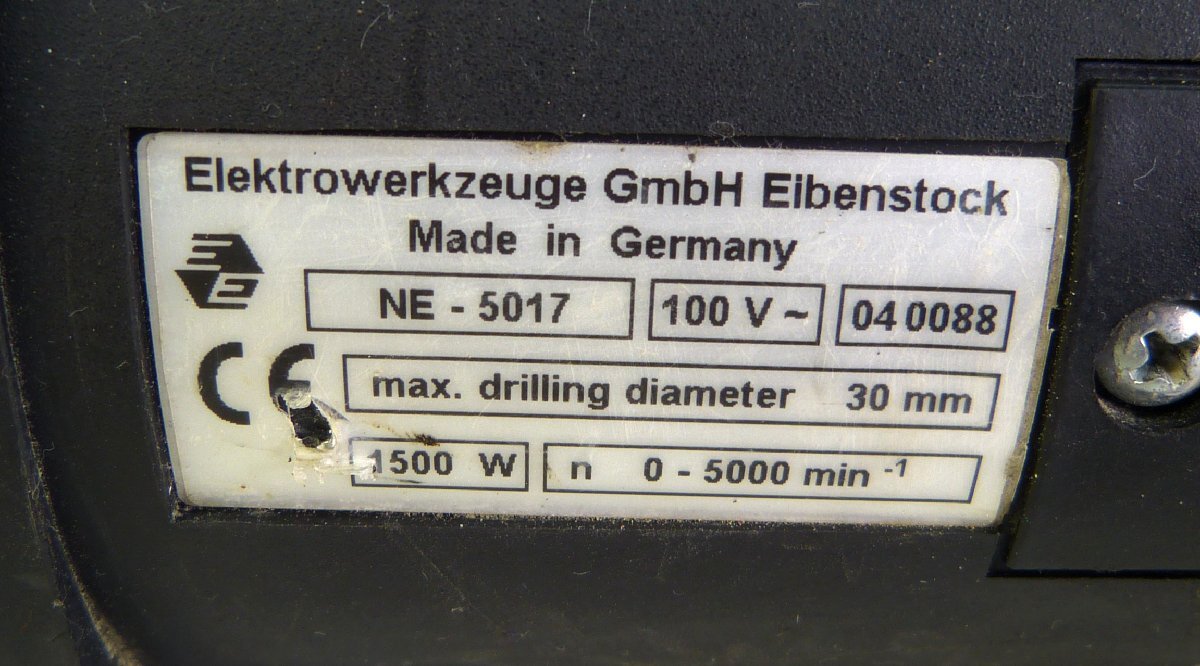 Elektrowerkzeuge GmbH Eibenstock
Made in Germany
NE - 5017 100 V ~ 04 0088
CE max. drilling diameter 30 mm
1500 W n 0 - 5000 min ⁻¹